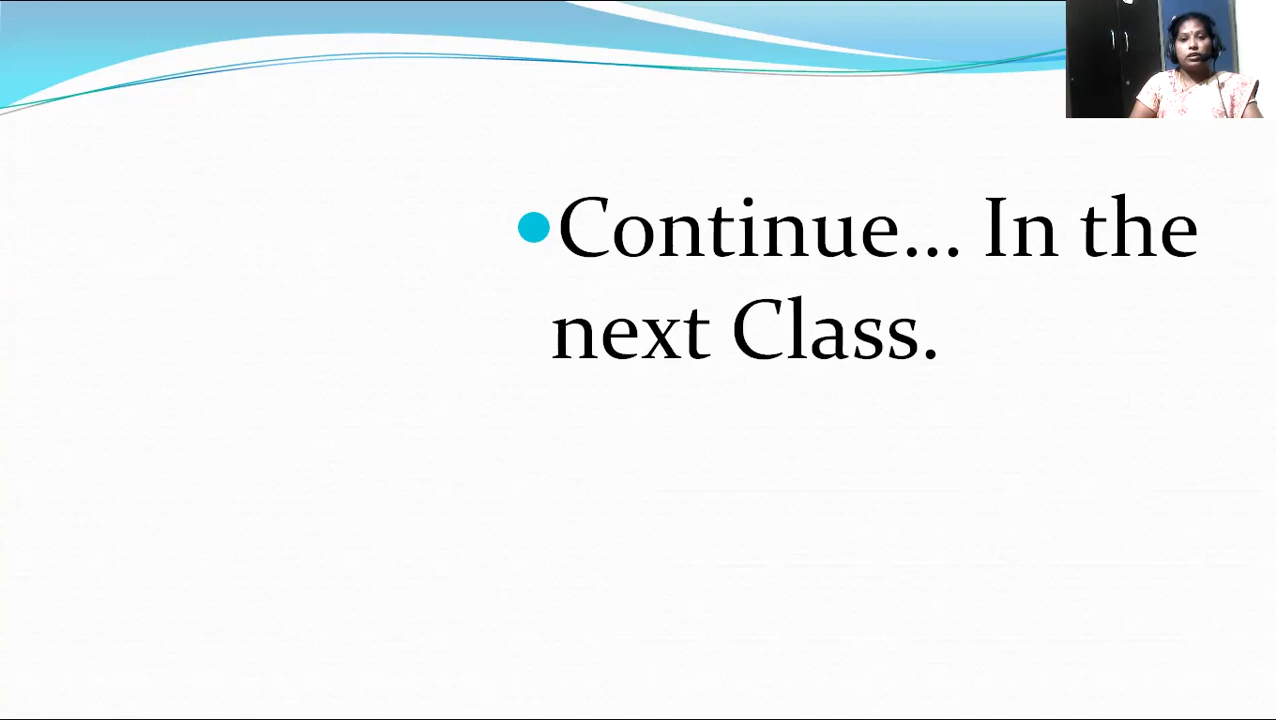 •Continue... In the
next Class.